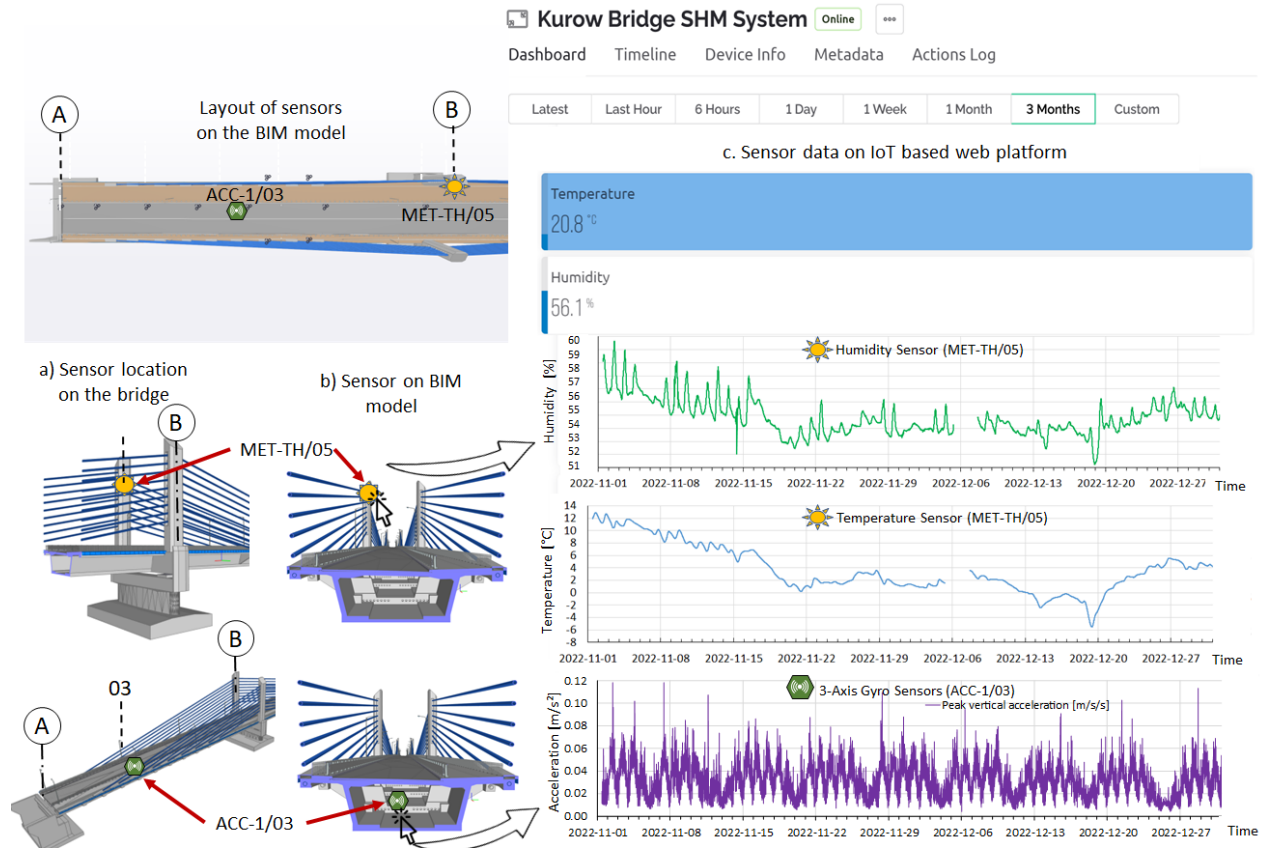 Kurow Bridge SHM System
Online
Dashboard
Timeline
Device Info
Metadata
Actions Log
Latest
Last Hour
6 Hours
1 Day
1 Week
1 Month
3 Months
Custom
A
Layout of sensors
on the BIM model
B
ACC-1/03
MET-TH/05
c. Sensor data on IoT based web platform
Temperature
20.8 °C
Humidity
56.1 %
a) Sensor location
on the bridge
b) Sensor on BIM
model
B
MET-TH/05
Humidity Sensor (MET-TH/05)
Humidity [%]
60
59
58
57
56
55
54
53
52
51
2022-11-01 2022-11-08 2022-11-15 2022-11-22 2022-11-29 2022-12-06 2022-12-13 2022-12-20 2022-12-27
Time
Temperature Sensor (MET-TH/05)
Temperature [°C]
14
12
10
8
6
4
2
0
-2
-4
-6
-8
2022-11-01 2022-11-08 2022-11-15 2022-11-22 2022-11-29 2022-12-06 2022-12-13 2022-12-20 2022-12-27
Time
B
03
A
ACC-1/03
3-Axis Gyro Sensors (ACC-1/03)
Peak vertical acceleration [m/s/s]
Acceleration [m/s²]
0.12
0.10
0.08
0.06
0.04
0.02
0.00
2022-11-01 2022-11-08 2022-11-15 2022-11-22 2022-11-29 2022-12-06 2022-12-13 2022-12-20 2022-12-27
Time